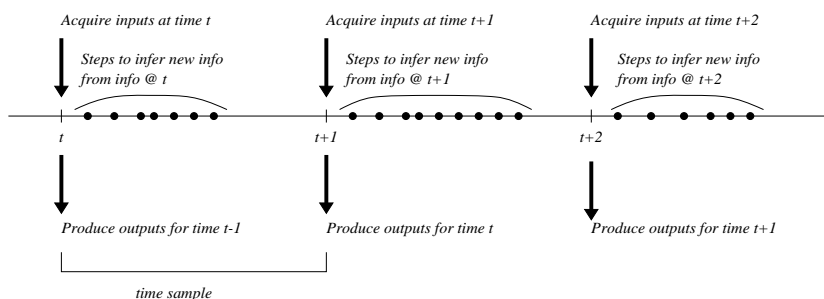 Acquire inputs at time t
Acquire inputs at time t+1
Acquire inputs at time t+2
Steps to infer new info
from info @ t
Steps to infer new info
from info @ t+1
Steps to infer new info
from info @ t+2
t
t+1
t+2
Produce outputs for time t-1
Produce outputs for time t
Produce outputs for time t+1
time sample